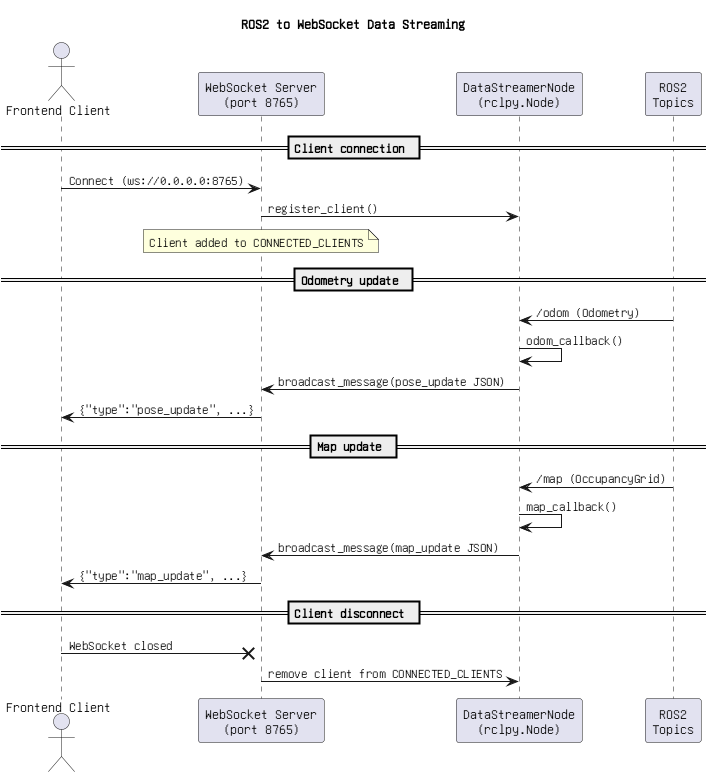 ROS2 to WebSocket Data Streaming
Frontend Client
WebSocket Server
(port 8765)
DataStreamerNode
(rclpy.Node)
ROS2
Topics
Client connection
Connect (ws://0.0.0.0:8765)
register_client()
Client added to CONNECTED_CLIENTS
Odometry update
/odom (Odometry)
odom_callback()
broadcast_message(pose_update JSON)
{"type":"pose_update", ...}
Map update
/map (OccupancyGrid)
map_callback()
broadcast_message(map_update JSON)
{"type":"map_update", ...}
Client disconnect
WebSocket closed
remove client from CONNECTED_CLIENTS
Frontend Client
WebSocket Server
(port 8765)
DataStreamerNode
(rclpy.Node)
ROS2
Topics